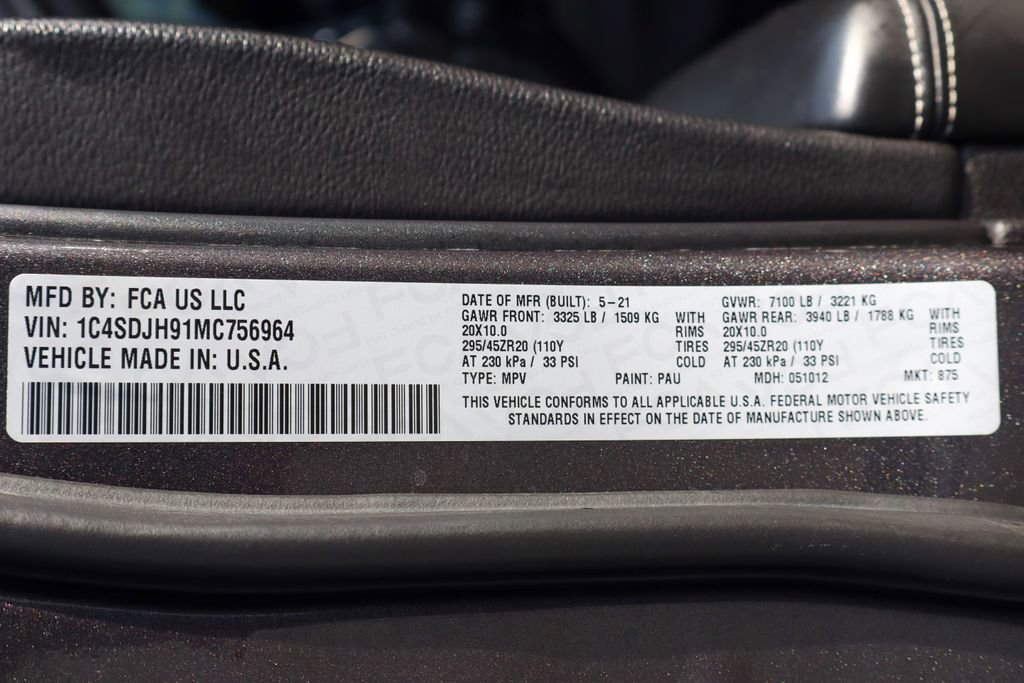 MFD BY: FCA US LLC
VIN: 1C4SDJH91MC756964
VEHICLE MADE IN: U.S.A.
DATE OF MFR (BUILT): 5-21 GVWR: 7100 LB / 3221 KG
GAWR FRONT: 3325 LB / 1509 KG WITH GAWR REAR: 3940 LB / 1788 KG WITH
20X10.0 RIMS 20X10.0 RIMS
295/45ZR20 (110Y TIRES 295/45ZR20 (110Y TIRES
AT 230 kPa / 33 PSI COLD AT 230 kPa / 33 PSI COLD
TYPE: MPV PAINT: PAU MDH: 051012 MKT: 875
THIS VEHICLE CONFORMS TO ALL APPLICABLE U.S.A. FEDERAL MOTOR VEHICLE SAFETY
STANDARDS IN EFFECT ON THE DATE OF MANUFACTURE SHOWN ABOVE.